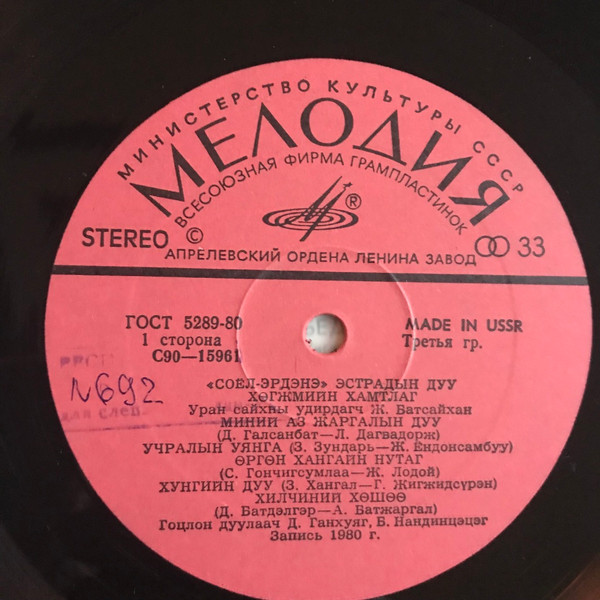 МИНИСТЕРСТВО КУЛЬТУРЫ СССР
МЕЛОДИЯ
ВСЕСОЮЗНАЯ ФИРМА ГРАМПЛАСТИНОК
®
STEREO ©
33
АПРЕЛЕВСКИЙ ОРДЕНА ЛЕНИНА ЗАВОД
ГОСТ 5289-80
MADE IN USSR
1 сторона
Третья гр.
С90—15961
№692
«СОЕЛ-ЭРДЭНЭ» ЭСТРАДЫН ДУУ
ХӨГЖМИЙН ХАМТЛАГ
Уран сайхны удирдагч Ж. Батсайхан
МИНИЙ АЗ ЖАРГАЛЫН ДУУ
(Д. Галсанбат—Л. Дагвадорж)
УЧРАЛЫН УЯНГА (З. Зундарь—Ж. Ёндонсамбуу)
ӨРГӨН ХАНГАЙН НУТАГ
(С. Гончигсумлаа—Ж. Лодой)
ХУНГИЙН ДУУ (З. Хангал—Г. Жигжидсүрэн)
ХИЛЧИНИЙ ХӨШӨӨ
(Д. Батдэлгэр—А. Батжаргал)
Гоцлон дуулаач Д. Ганхуяг, Б. Нандинцэцэг
Запись 1980 г.